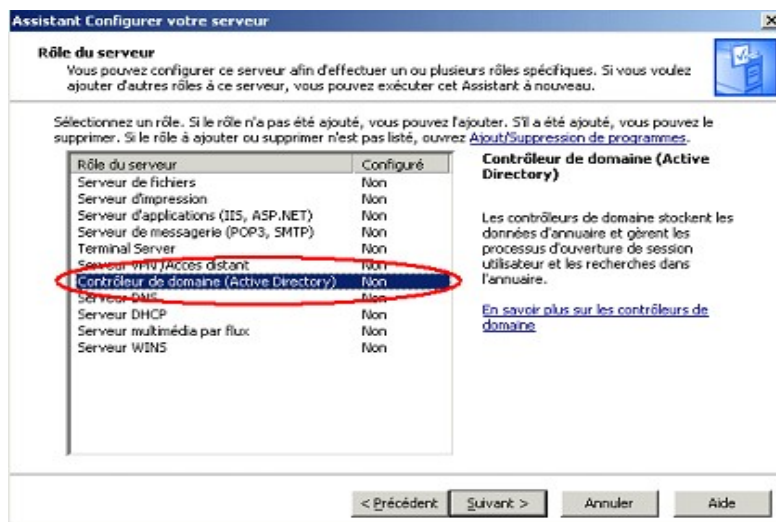 Assistant Configurer votre serveur
Rôle du serveur
Vous pouvez configurer ce serveur afin d'effectuer un ou plusieurs rôles spécifiques. Si vous voulez
ajouter d'autres rôles à ce serveur, vous pouvez exécuter cet Assistant à nouveau.
Sélectionnez un rôle. Si le rôle n'a pas été ajouté, vous pouvez l'ajouter. S'il a été ajouté, vous pouvez le
supprimer. Si le rôle à ajouter ou supprimer n'est pas listé, ouvrez Ajout/Suppression de programmes.
Rôle du serveur Configuré
Serveur de fichiers Non
Serveur d'impression Non
Serveur d'applications (IIS, ASP.NET) Non
Serveur de messagerie (POP3, SMTP) Non
Terminal Server Non
Serveur VPN / Accès distant Non
Contrôleur de domaine (Active Directory) Non
Serveur DNS Non
Serveur DHCP Non
Serveur multimédia par flux Non
Serveur WINS Non
Contrôleur de domaine (Active
Directory)
Les contrôleurs de domaine stockent les
données d'annuaire et gèrent les
processus d'ouverture de session
utilisateur et les recherches dans
l'annuaire.
En savoir plus sur les contrôleurs de
domaine
< Précédent Suivant > Annuler Aide